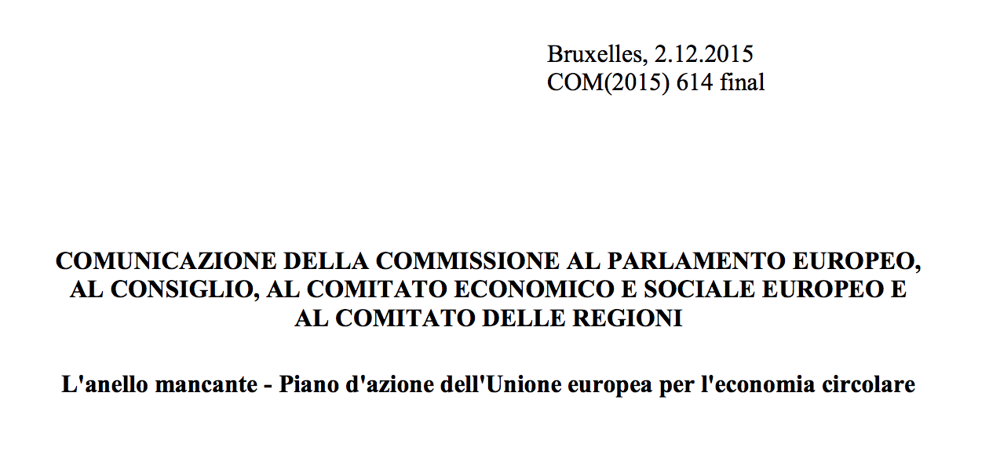 Bruxelles, 2.12.2015
COM(2015) 614 final
COMUNICAZIONE DELLA COMMISSIONE AL PARLAMENTO EUROPEO,
AL CONSIGLIO, AL COMITATO ECONOMICO E SOCIALE EUROPEO E
AL COMITATO DELLE REGIONI
L'anello mancante - Piano d'azione dell'Unione europea per l'economia circolare